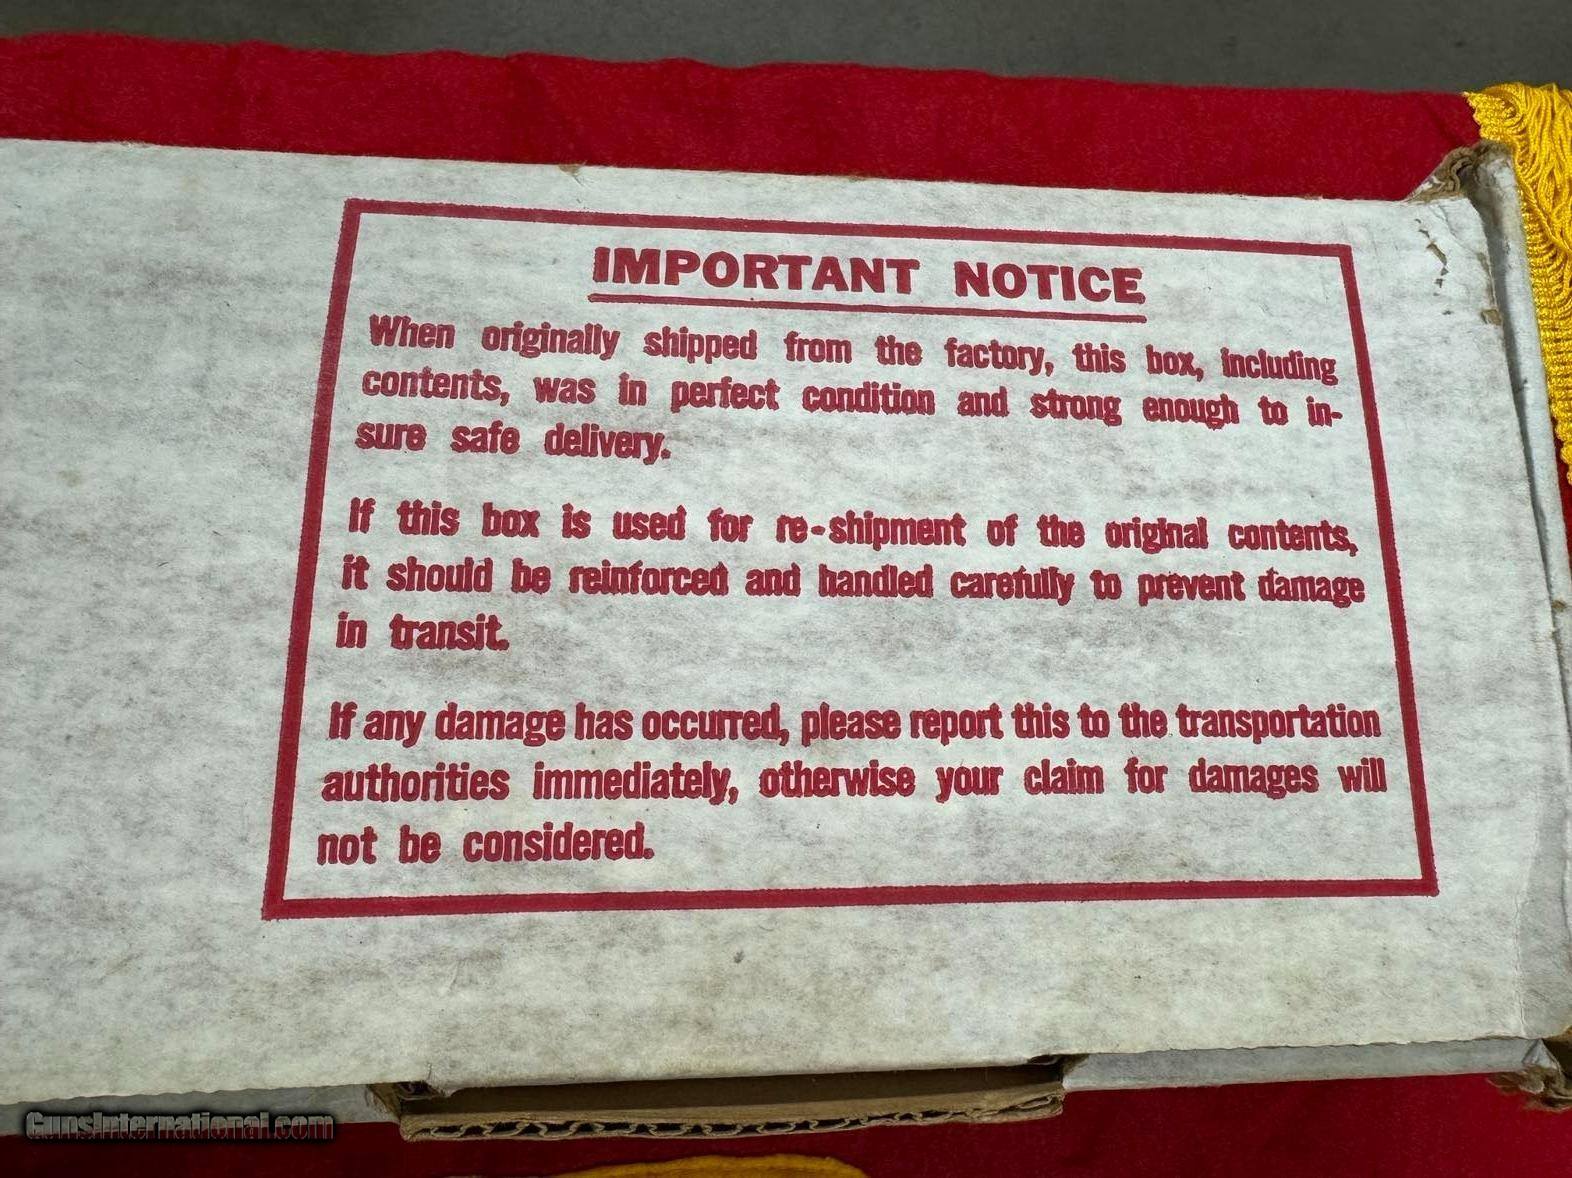 IMPORTANT NOTICE
When originally shipped from the factory, this box, including
contents, was in perfect condition and strong enough to in-
sure safe delivery.
If this box is used for re-shipment of the original contents,
it should be reinforced and handled carefully to prevent damage
in transit.
If any damage has occurred, please report this to the transportation
authorities immediately, otherwise your claim for damages will
not be considered.
GunsInternational.com